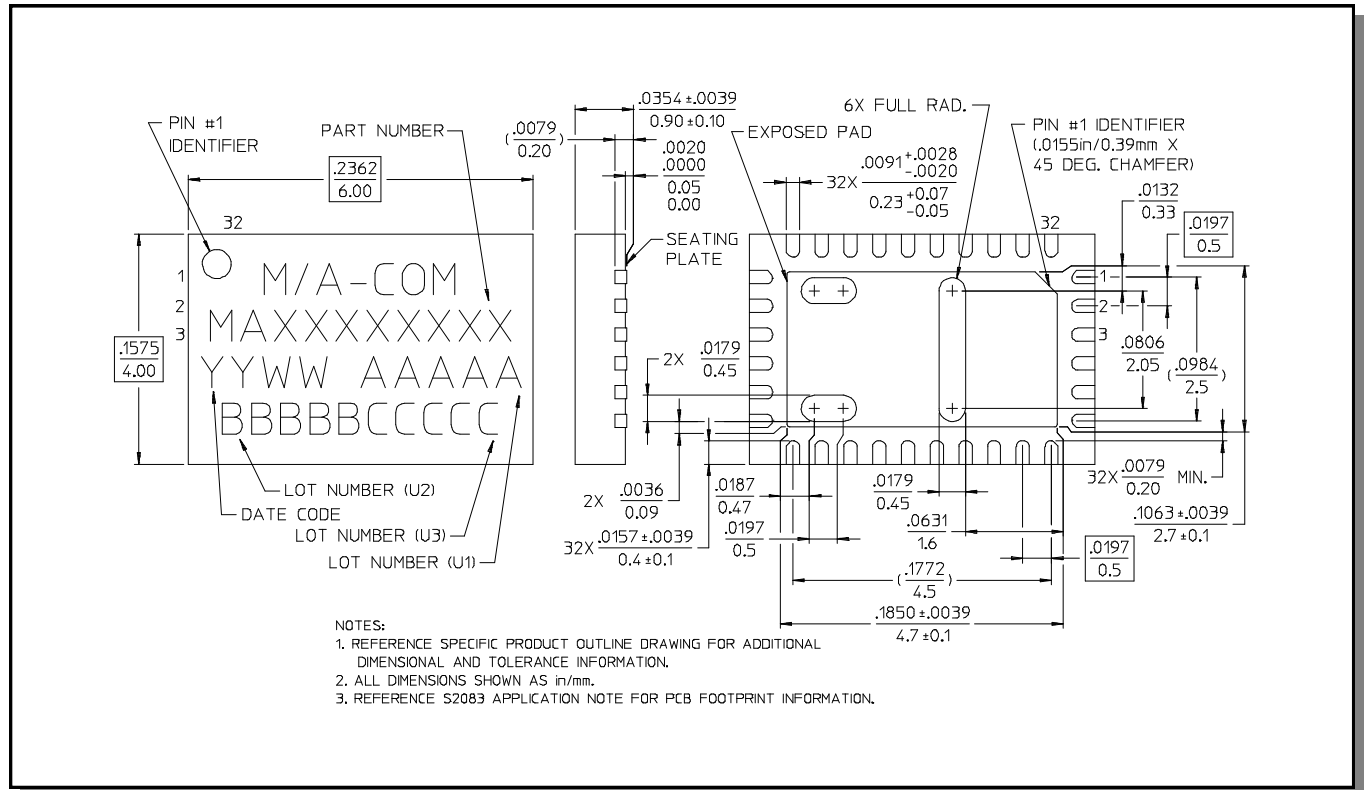 PIN #1
IDENTIFIER
PART NUMBER
.2362
6.00
32
1
2
3
M/A-COM
MAXXXXXXXXX
YYWW AAAAA
BBBBBCCCCC
.1575
4.00
LOT NUMBER (U2)
DATE CODE
LOT NUMBER (U3)
LOT NUMBER (U1)
.0354 ±.0039
0.90 ±0.10
(.0079
0.20)
.0020
.0000
0.05
0.00
SEATING
PLATE
EXPOSED PAD
6X FULL RAD.
PIN #1 IDENTIFIER
(.0155in/0.39mm X
45 DEG. CHAMFER)
32X .0091 +.0028
-.0020
0.23 +0.07
-0.05
.0132
0.33
.0197
0.5
32
1
2
3
2X .0179
0.45
.0806
2.05
(.0984
2.5)
2X .0036
0.09
32X .0157 ±.0039
0.4 ±0.1
.0187
0.47
.0197
0.5
.0179
0.45
.0631
1.6
32X .0079 MIN.
0.20
.1063 ±.0039
2.7 ±0.1
.0197
0.5
(.1772
4.5)
.1850 ±.0039
4.7 ±0.1
NOTES:
1. REFERENCE SPECIFIC PRODUCT OUTLINE DRAWING FOR ADDITIONAL
DIMENSIONAL AND TOLERANCE INFORMATION.
2. ALL DIMENSIONS SHOWN AS in/mm.
3. REFERENCE S2083 APPLICATION NOTE FOR PCB FOOTPRINT INFORMATION.